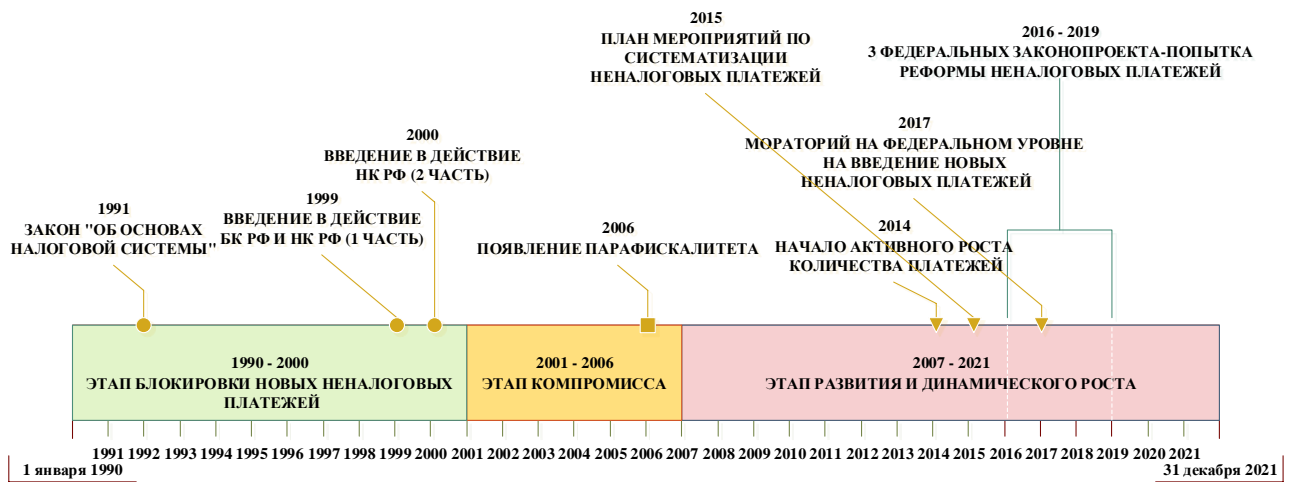 2015
ПЛАН МЕРОПРИЯТИЙ ПО
СИСТЕМАТИЗАЦИИ
НЕНАЛОГОВЫХ ПЛАТЕЖЕЙ
2016 - 2019
3 ФЕДЕРАЛЬНЫХ ЗАКОНОПРОЕКТА-ПОПЫТКА
РЕФОРМЫ НЕНАЛОГОВЫХ ПЛАТЕЖЕЙ
2000
ВВЕДЕНИЕ В ДЕЙСТВИЕ
НК РФ (2 ЧАСТЬ)
2017
МОРАТОРИЙ НА ФЕДЕРАЛЬНОМ УРОВНЕ
НА ВВЕДЕНИЕ НОВЫХ
НЕНАЛОГОВЫХ ПЛАТЕЖЕЙ
1991
ЗАКОН "ОБ ОСНОВАХ
НАЛОГОВОЙ СИСТЕМЫ"
1999
ВВЕДЕНИЕ В ДЕЙСТВИЕ
БК РФ И НК РФ (1 ЧАСТЬ)
2006
ПОЯВЛЕНИЕ ПАРАФИСКАЛИТЕТА
2014
НАЧАЛО АКТИВНОГО РОСТА
КОЛИЧЕСТВА ПЛАТЕЖЕЙ
1990 - 2000
ЭТАП БЛОКИРОВКИ НОВЫХ НЕНАЛОГОВЫХ
ПЛАТЕЖЕЙ
2001 - 2006
ЭТАП КОМПРОМИССА
2007 - 2021
ЭТАП РАЗВИТИЯ И ДИНАМИЧЕСКОГО РОСТА
1991 1992 1993 1994 1995 1996 1997 1998 1999 2000 2001 2002 2003 2004 2005 2006 2007 2008 2009 2010 2011 2012 2013 2014 2015 2016 2017 2018 2019 2020 2021
1 января 1990
31 декабря 2021